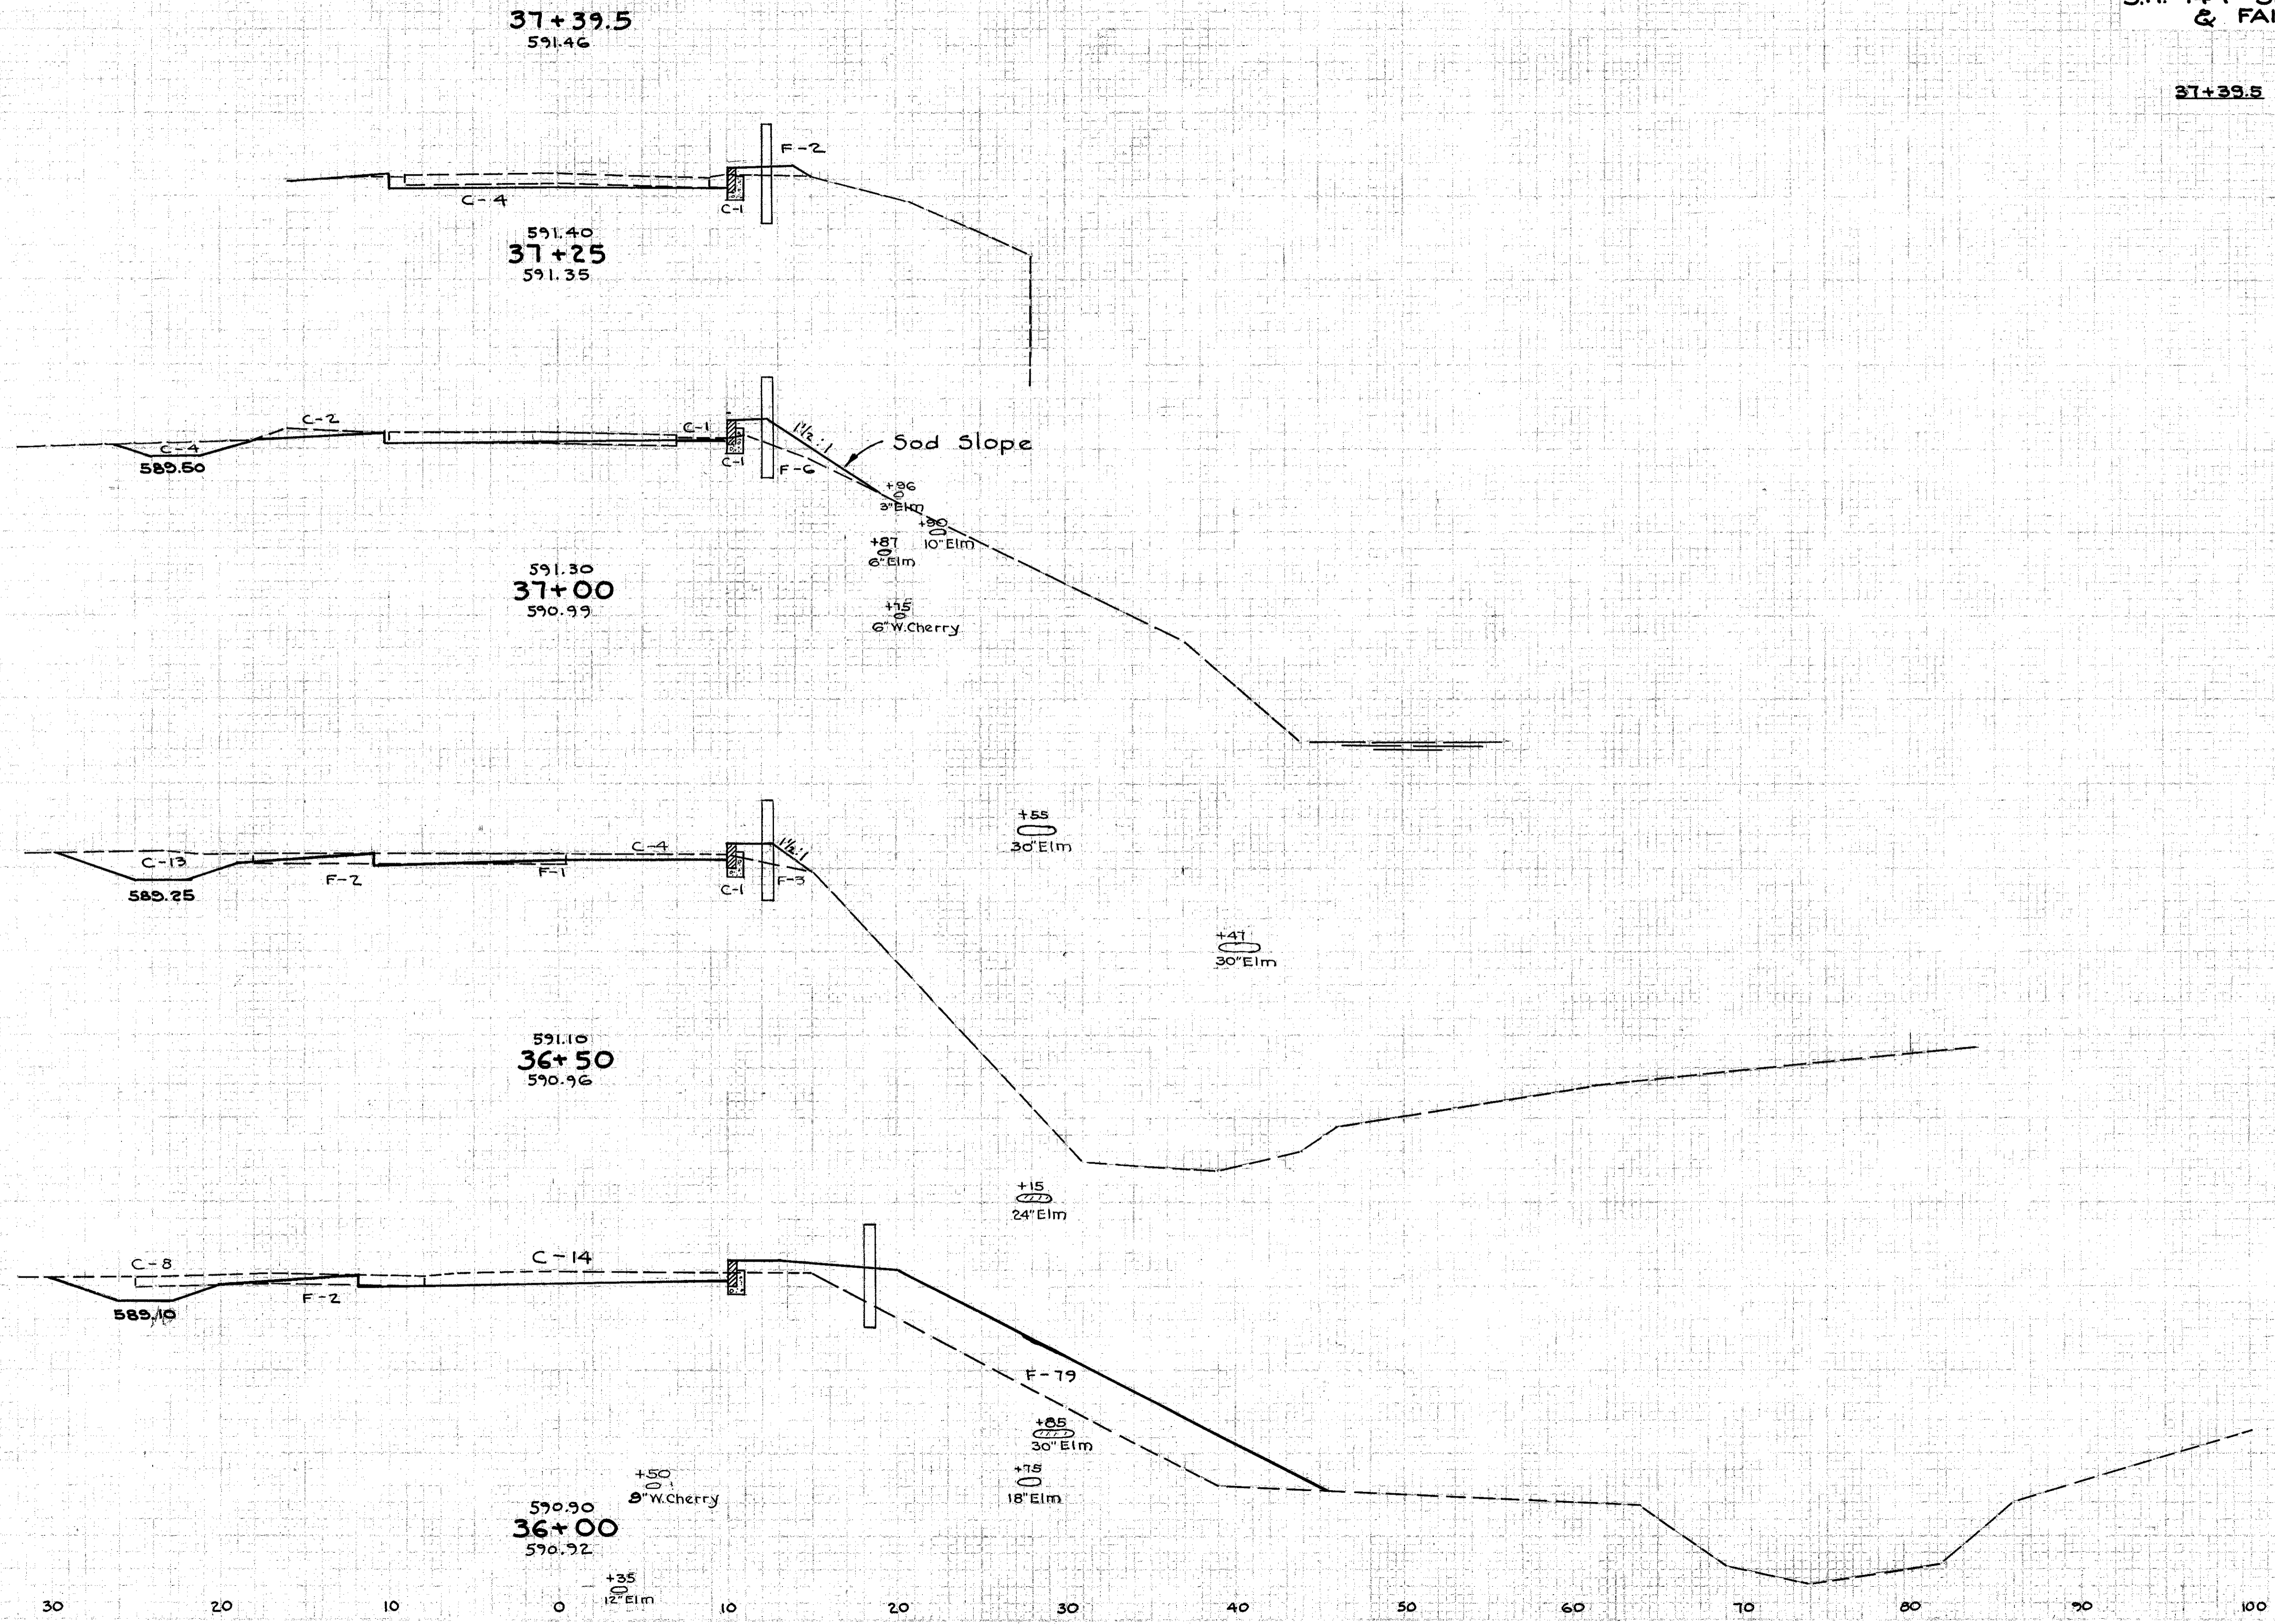 37+39.5
591.46
& FA
37+39.5
F-2
C-4
C-1
591.40
37+25
591.35
C-2
C-1
1½:1
Sod Slope
C-4
589.50
C-1
F-6
+96
3"Elm
+90
10"Elm
+87
6"Elm
591.30
37+00
590.99
+75
6"W.Cherry
+55
30"Elm
C-13
C-4
1½:1
F-2
F-1
C-1
F-3
589.25
+47
30"Elm
591.10
36+50
590.96
+15
24"Elm
C-8
C-14
F-2
589.10
F-79
+85
30"Elm
+75
18"Elm
+50
9"W.Cherry
590.90
36+00
590.92
+35
12"Elm
30 20 10 0 10 20 30 40 50 60 70 80 90 100